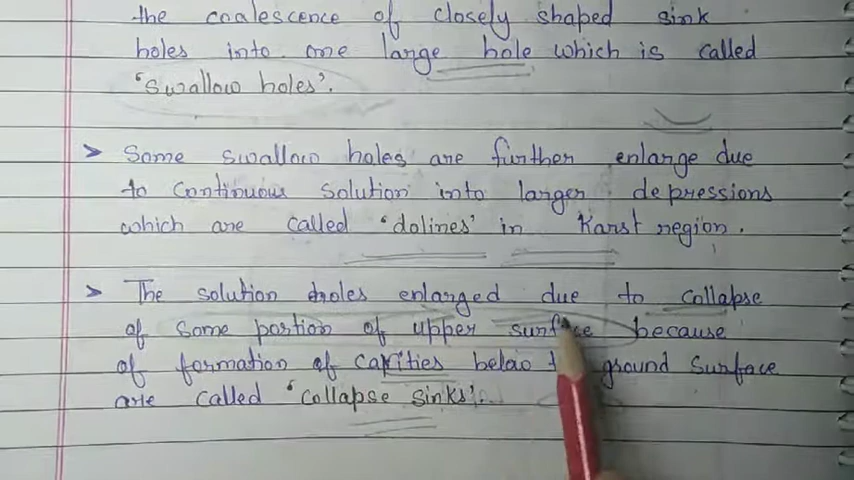 the coalescence of closely shaped sink
holes into one large hole which is called
'swallow holes'.
> Some swallow holes are further enlarge due
to continuous solution into larger depressions
which are called 'dolines' in Karst region.
> The solution holes enlarged due to collapse
of some portion of upper surface because
of formation of cavities below ground surface
are called 'collapse sinks'.